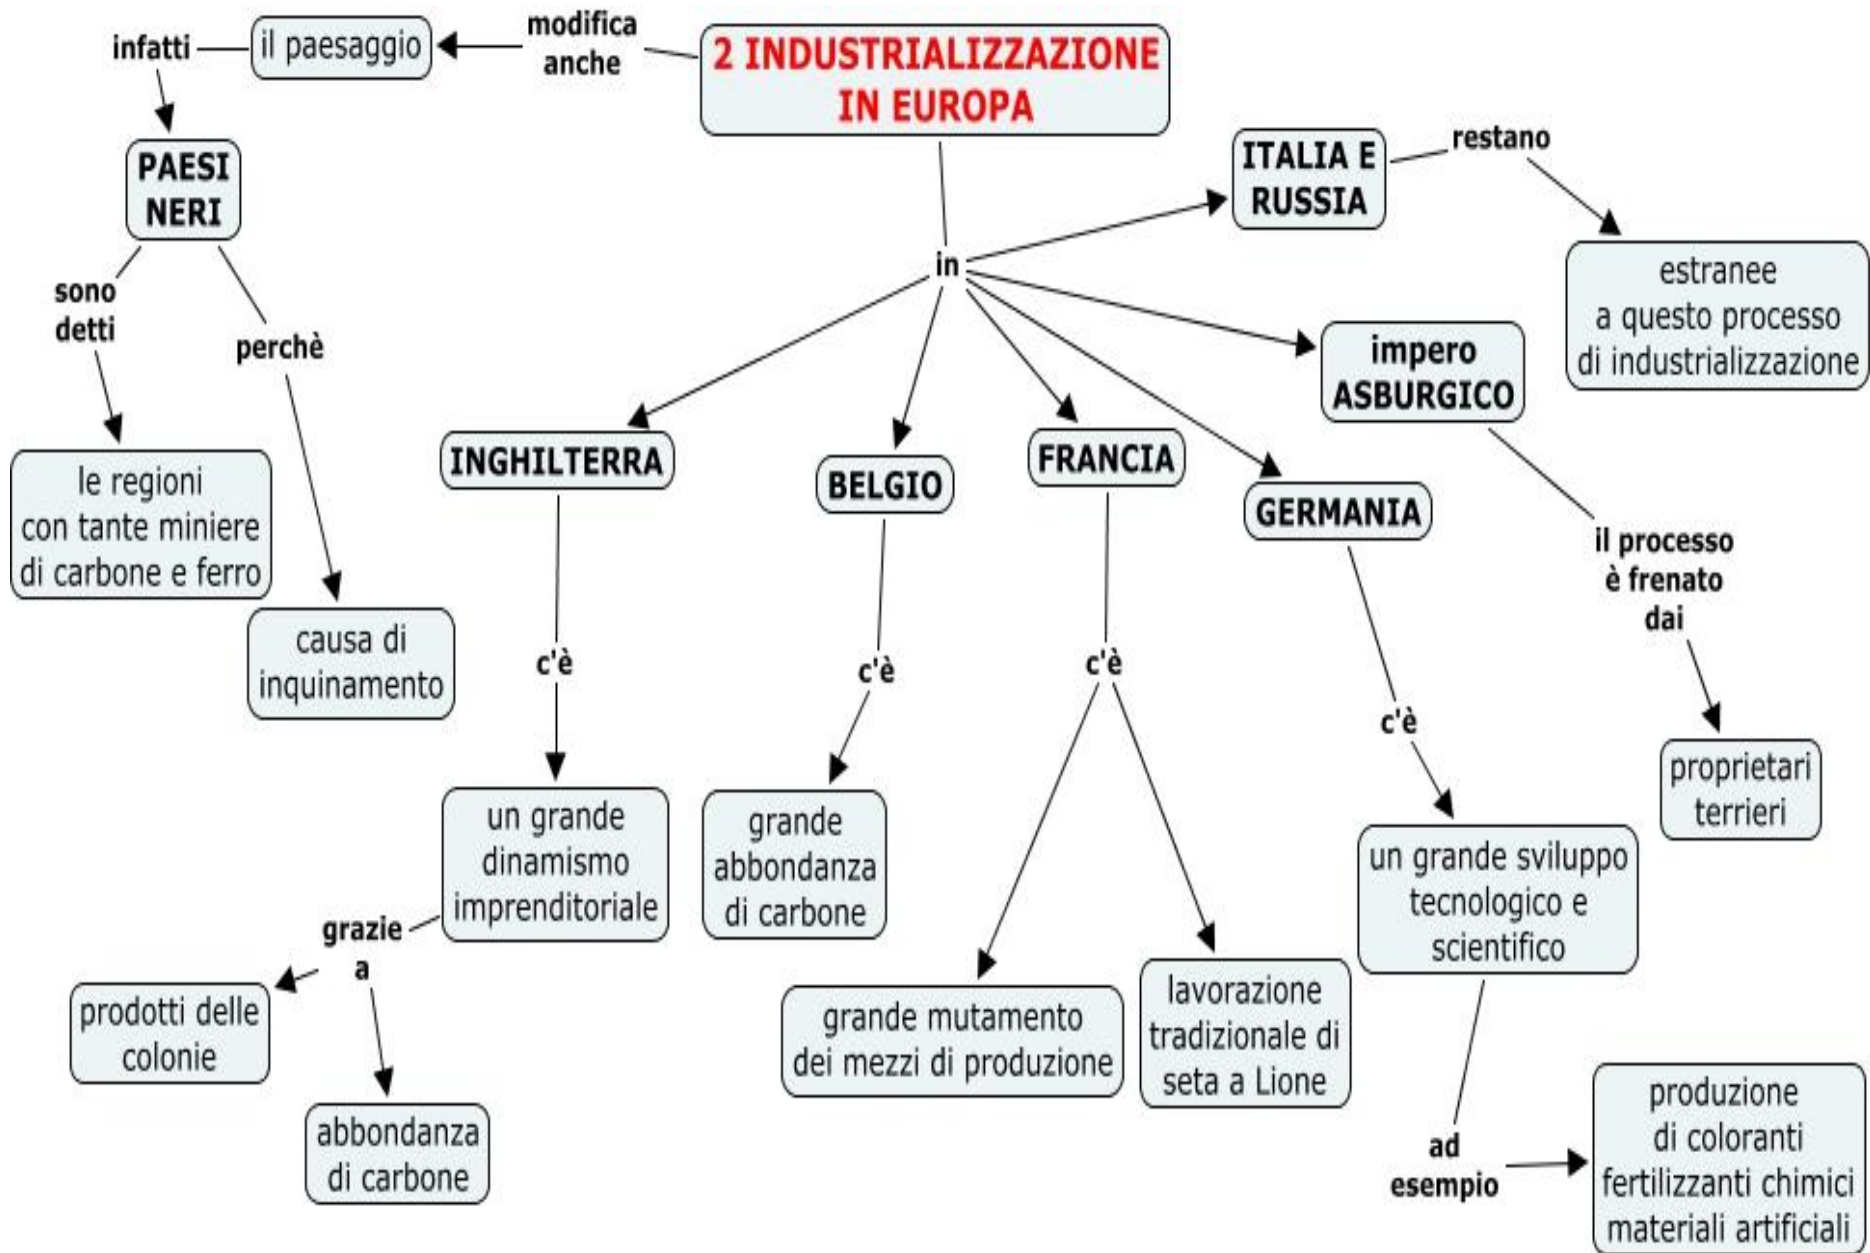 2 INDUSTRIALIZZAZIONE
IN EUROPA
modifica
anche
il paesaggio
infatti
PAESI
NERI
sono
detti
le regioni
con tante miniere
di carbone e ferro
perchè
causa di
inquinamento
in
INGHILTERRA
c'è
un grande
dinamismo
imprenditoriale
grazie
a
prodotti delle
colonie
abbondanza
di carbone
BELGIO
c'è
grande
abbondanza
di carbone
FRANCIA
c'è
grande mutamento
dei mezzi di produzione
lavorazione
tradizionale di
seta a Lione
GERMANIA
c'è
un grande sviluppo
tecnologico e
scientifico
ad
esempio
produzione
di coloranti
fertilizzanti chimici
materiali artificiali
impero
ASBURGICO
il processo
è frenato
dai
proprietari
terrieri
ITALIA E
RUSSIA
restano
estranee
a questo processo
di industrializzazione